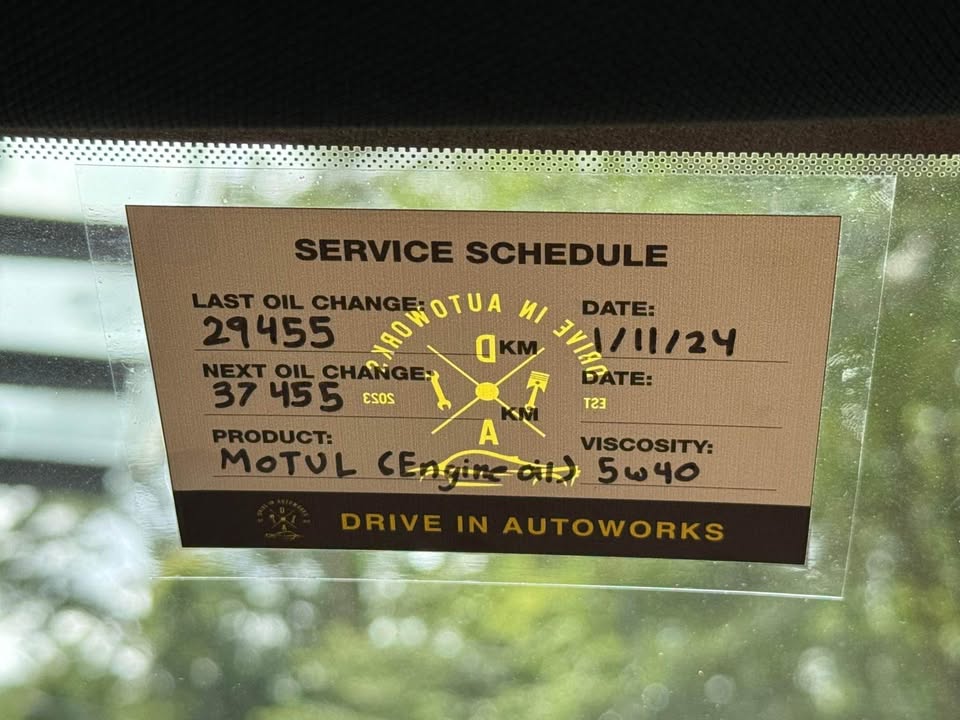 SERVICE SCHEDULE
LAST OIL CHANGE: DATE:
29455 KM 1/11/24
NEXT OIL CHANGE: DATE:
37455 KM
PRODUCT: VISCOSITY:
MOTUL (Engine oil) 5w40
DRIVE IN AUTOWORKS
D
EST 2023
A
DRIVE IN AUTOWORKS